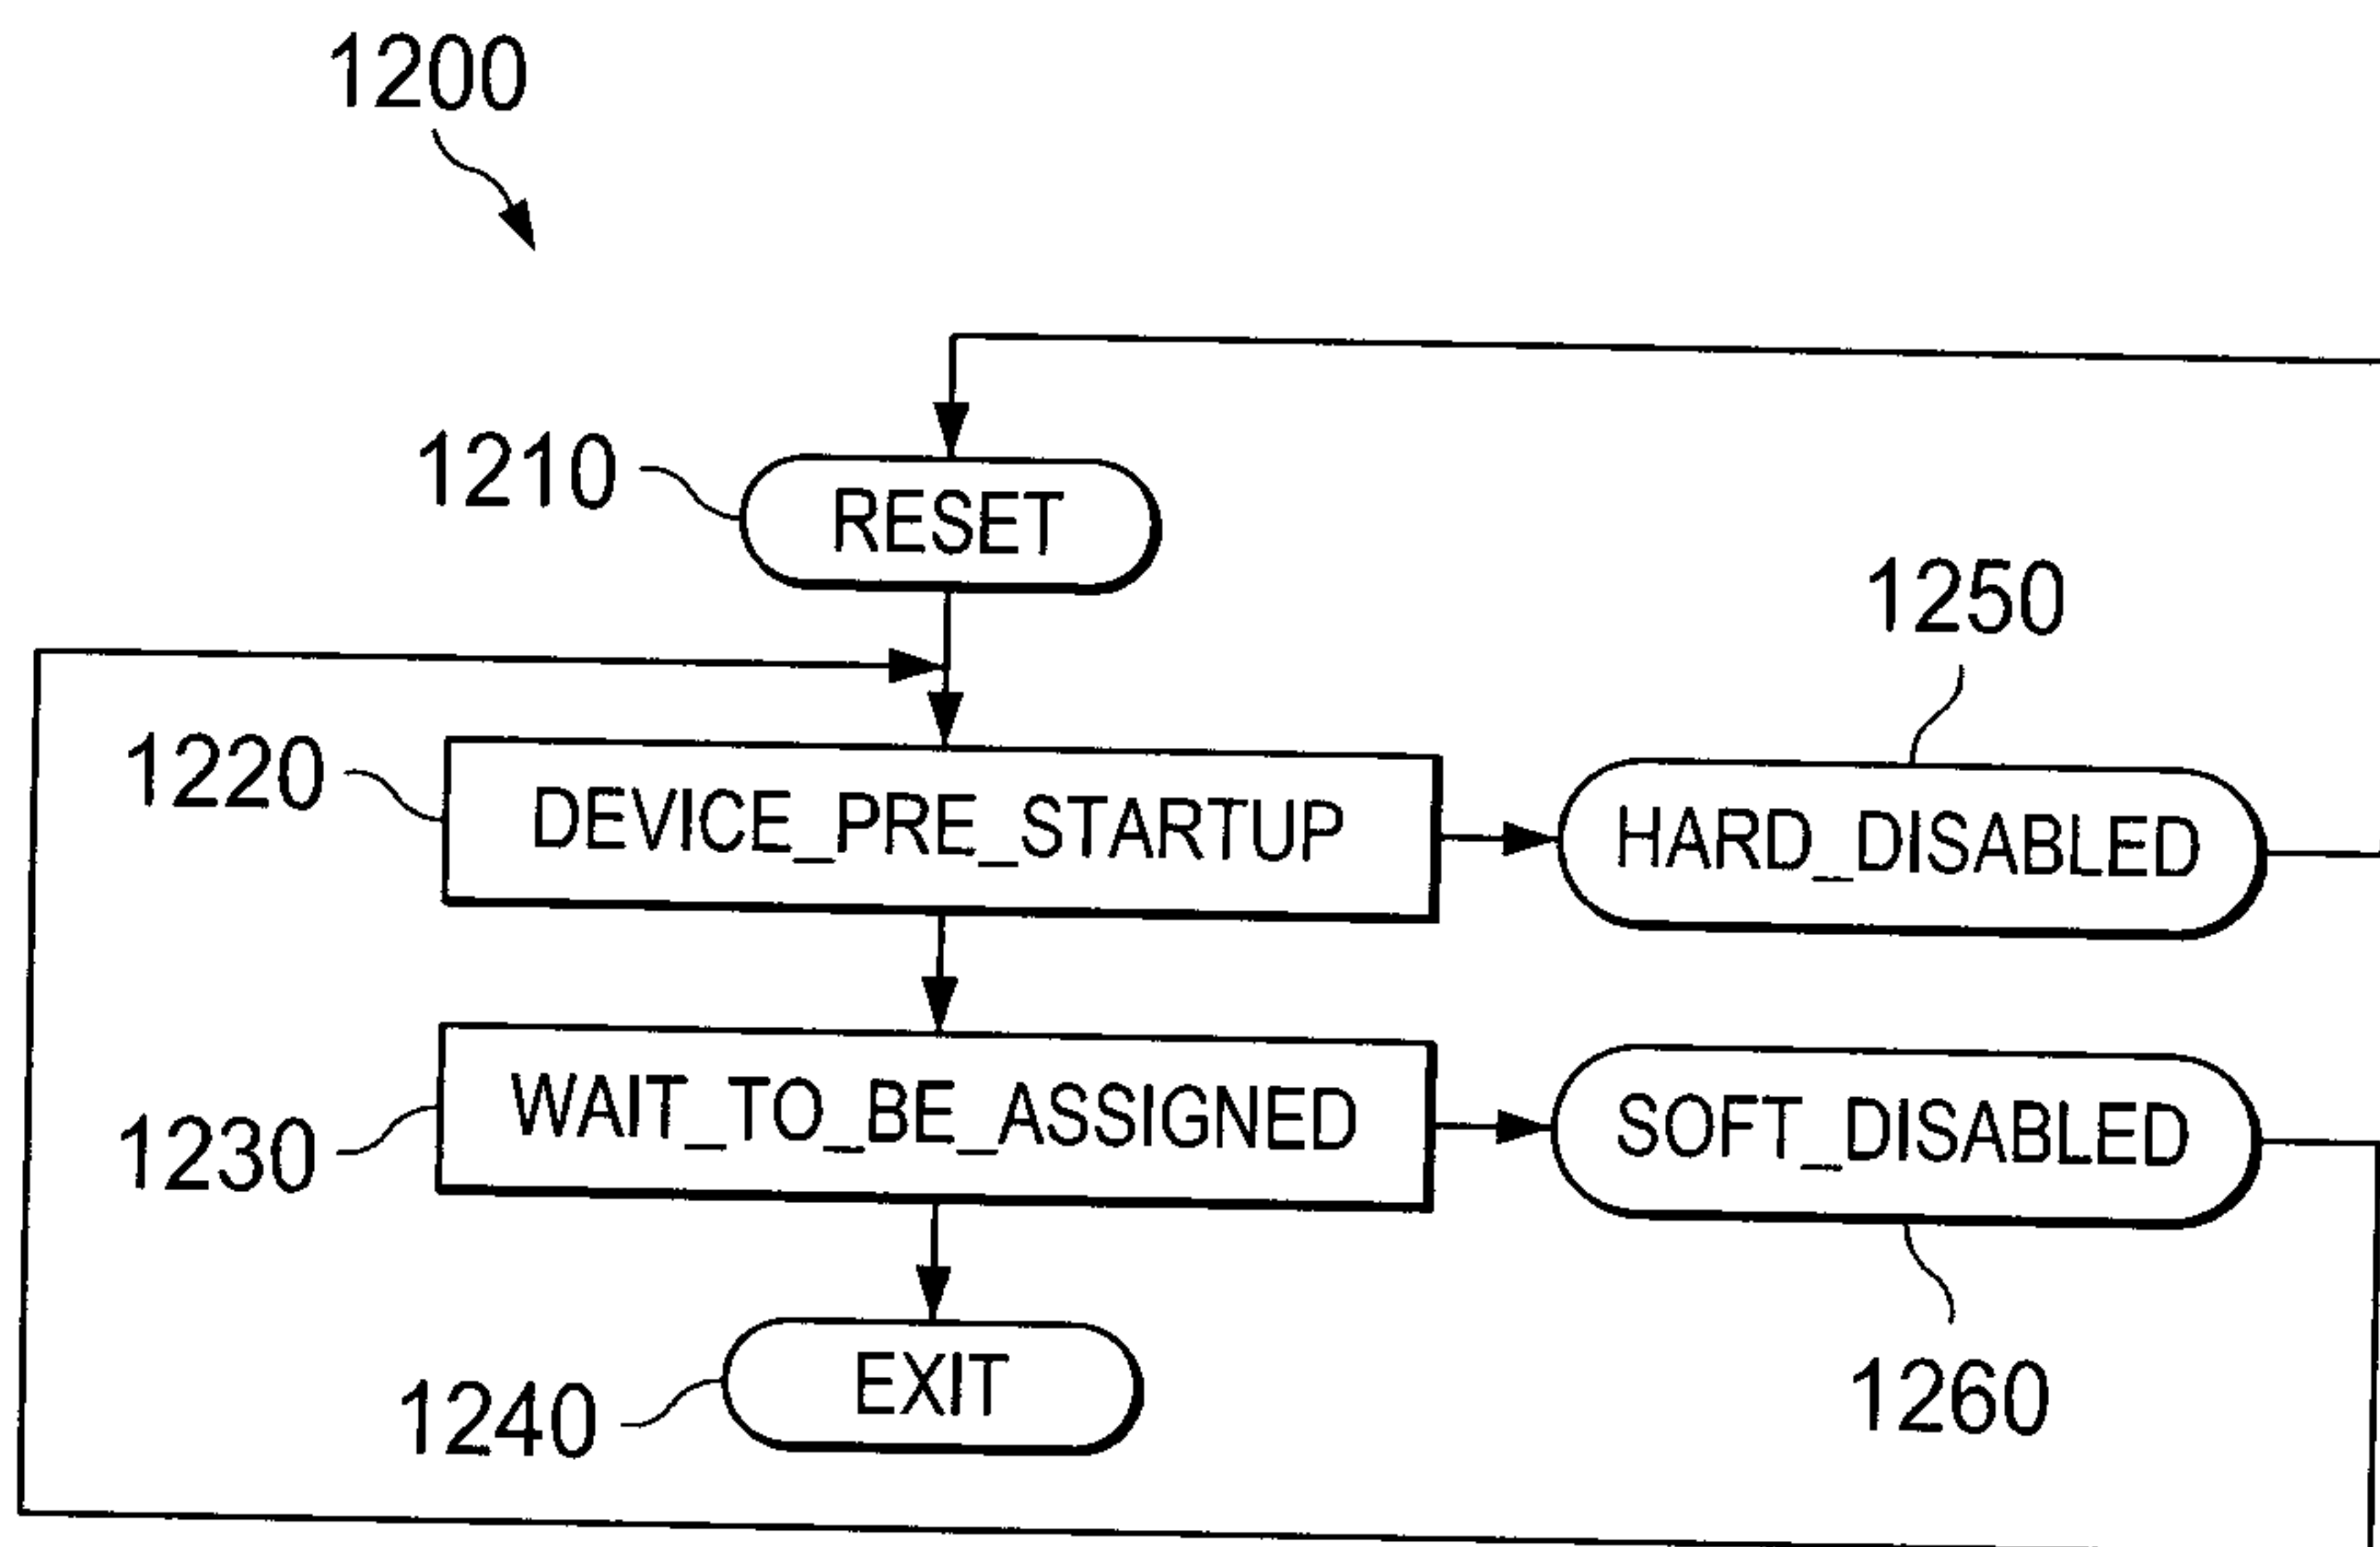 1200
1210
RESET
1250
1220
DEVICE_PRE_STARTUP
HARD_DISABLED
1230
WAIT_TO_BE_ASSIGNED
SOFT_DISABLED
1240
EXIT
1260